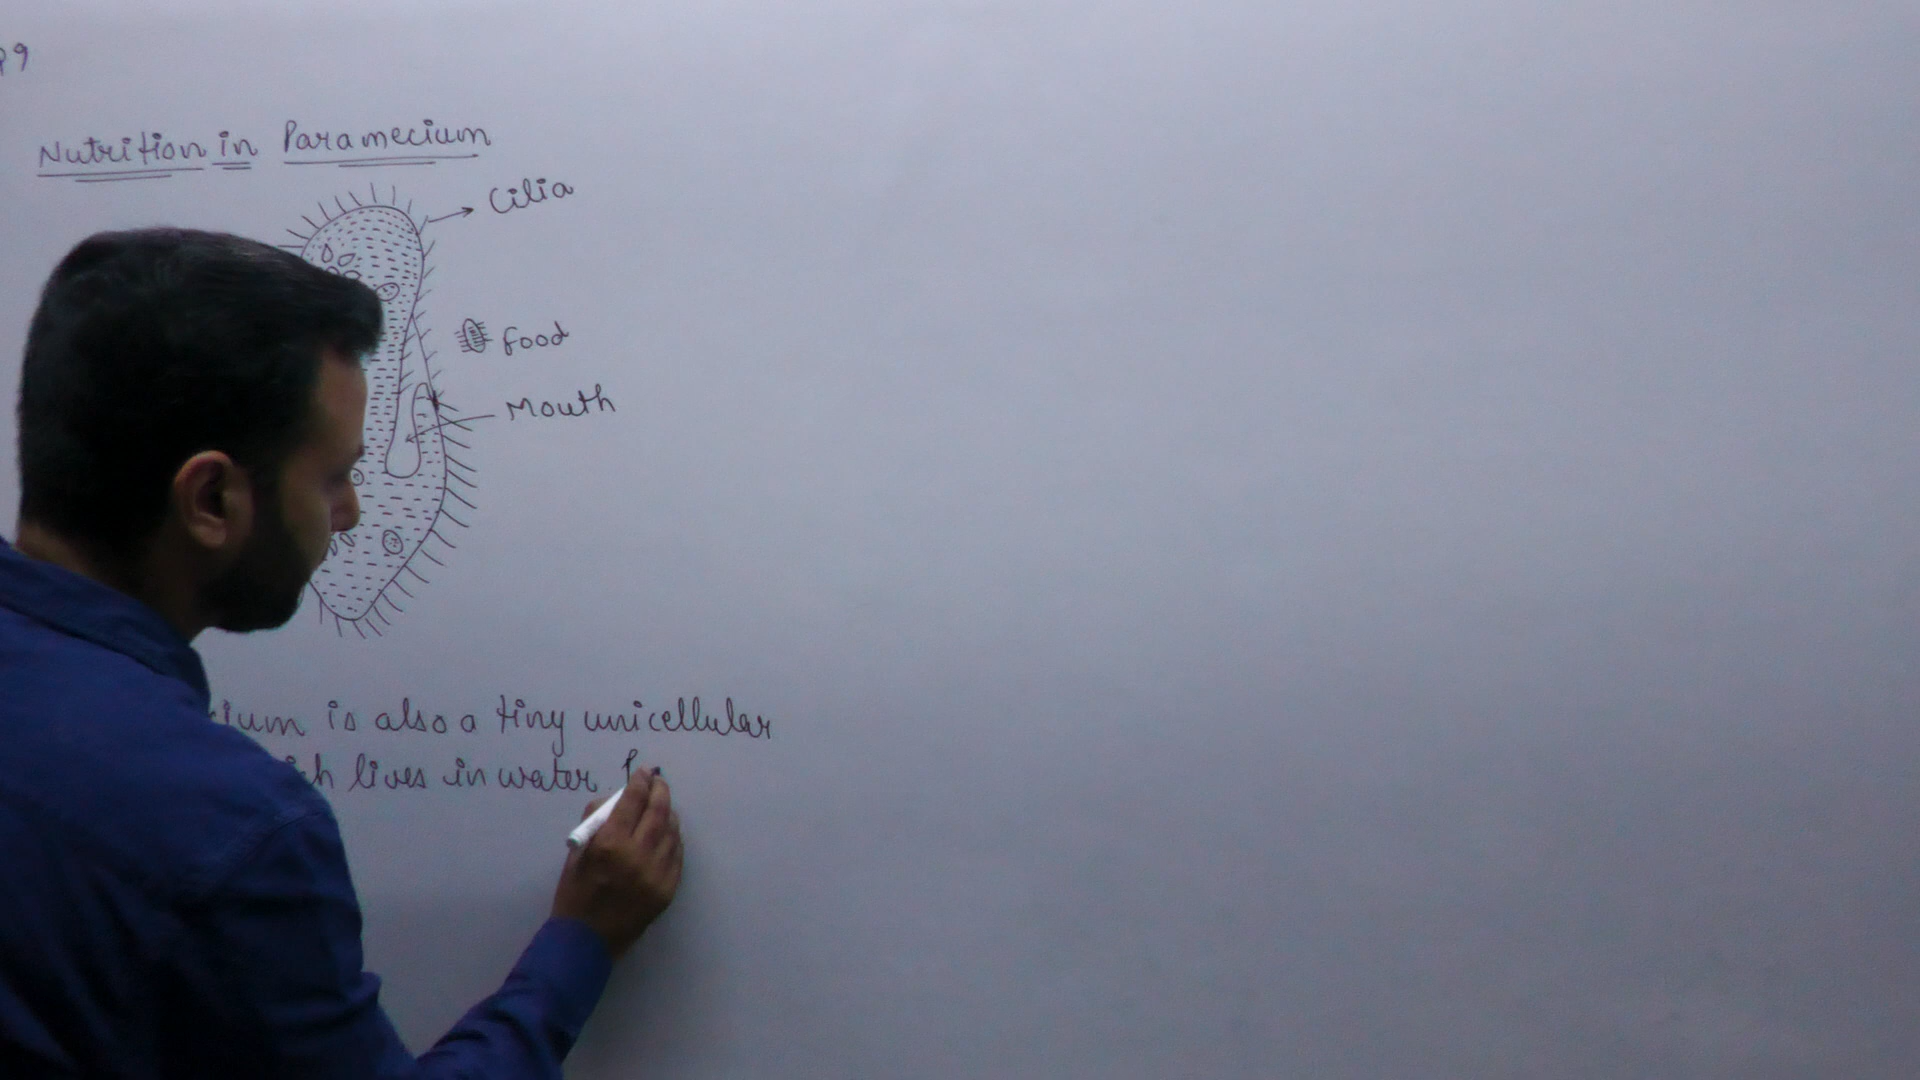 Nutrition in Paramecium
Cilia
food
Mouth
is also a tiny unicellular
lives in water.